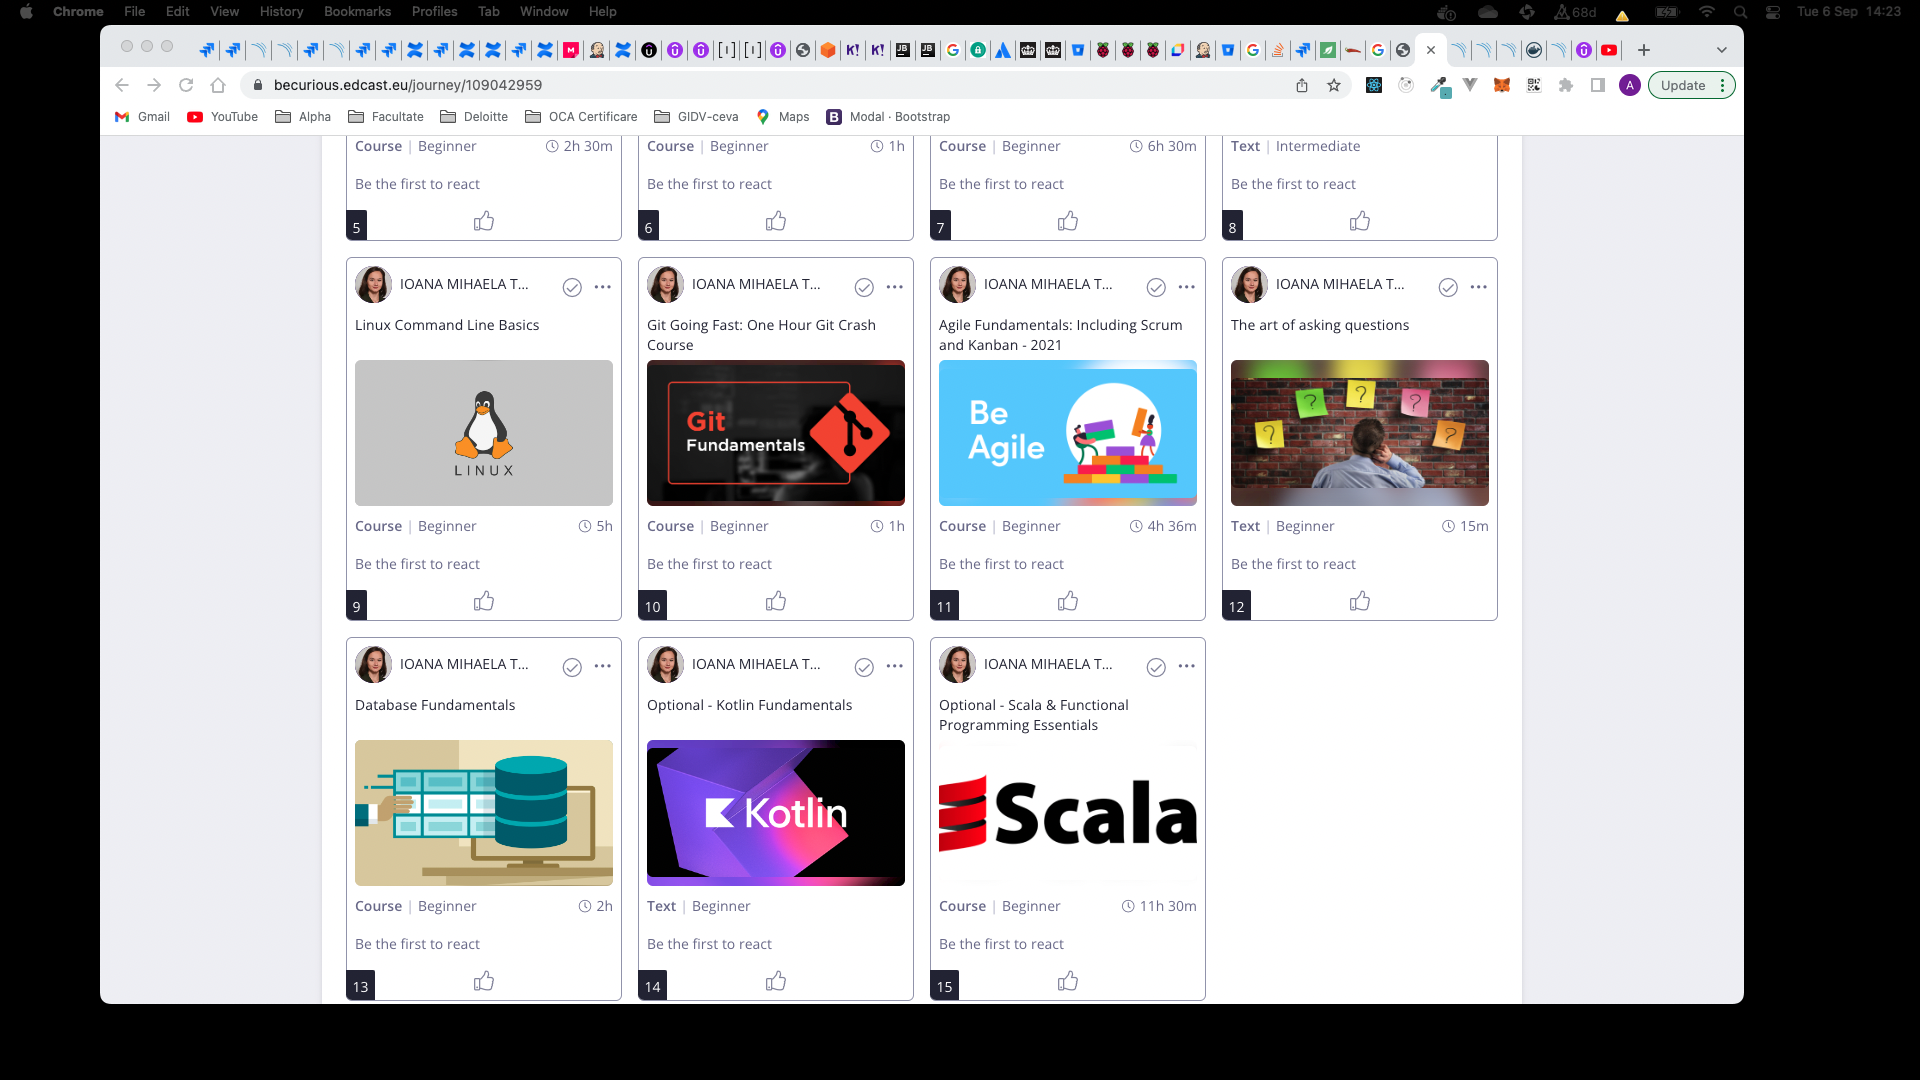 Chrome File Edit View History Bookmarks Profiles Tab Window Help 68d Tue 6 Sep 14:23
becurious.edcast.eu/journey/109042959 A Update
Gmail YouTube Alpha Facultate Deloitte OCA Certificare GIDV-ceva Maps B Modal · Bootstrap
Course | Beginner 2h 30m
Be the first to react
5
Course | Beginner 1h
Be the first to react
6
Course | Beginner 6h 30m
Be the first to react
7
Text | Intermediate
Be the first to react
8
IOANA MIHAELA T...
Linux Command Line Basics
LINUX
Course | Beginner 5h
Be the first to react
9
IOANA MIHAELA T...
Git Going Fast: One Hour Git Crash
Course
Git
Fundamentals
Course | Beginner 1h
Be the first to react
10
IOANA MIHAELA T...
Agile Fundamentals: Including Scrum
and Kanban - 2021
Be
Agile
Course | Beginner 4h 36m
Be the first to react
11
IOANA MIHAELA T...
The art of asking questions
? ? ? ? ?
Text | Beginner 15m
Be the first to react
12
IOANA MIHAELA T...
Database Fundamentals
Course | Beginner 2h
Be the first to react
13
IOANA MIHAELA T...
Optional - Kotlin Fundamentals
Kotlin
Text | Beginner
Be the first to react
14
IOANA MIHAELA T...
Optional - Scala & Functional
Programming Essentials
Scala
Course | Beginner 11h 30m
Be the first to react
15